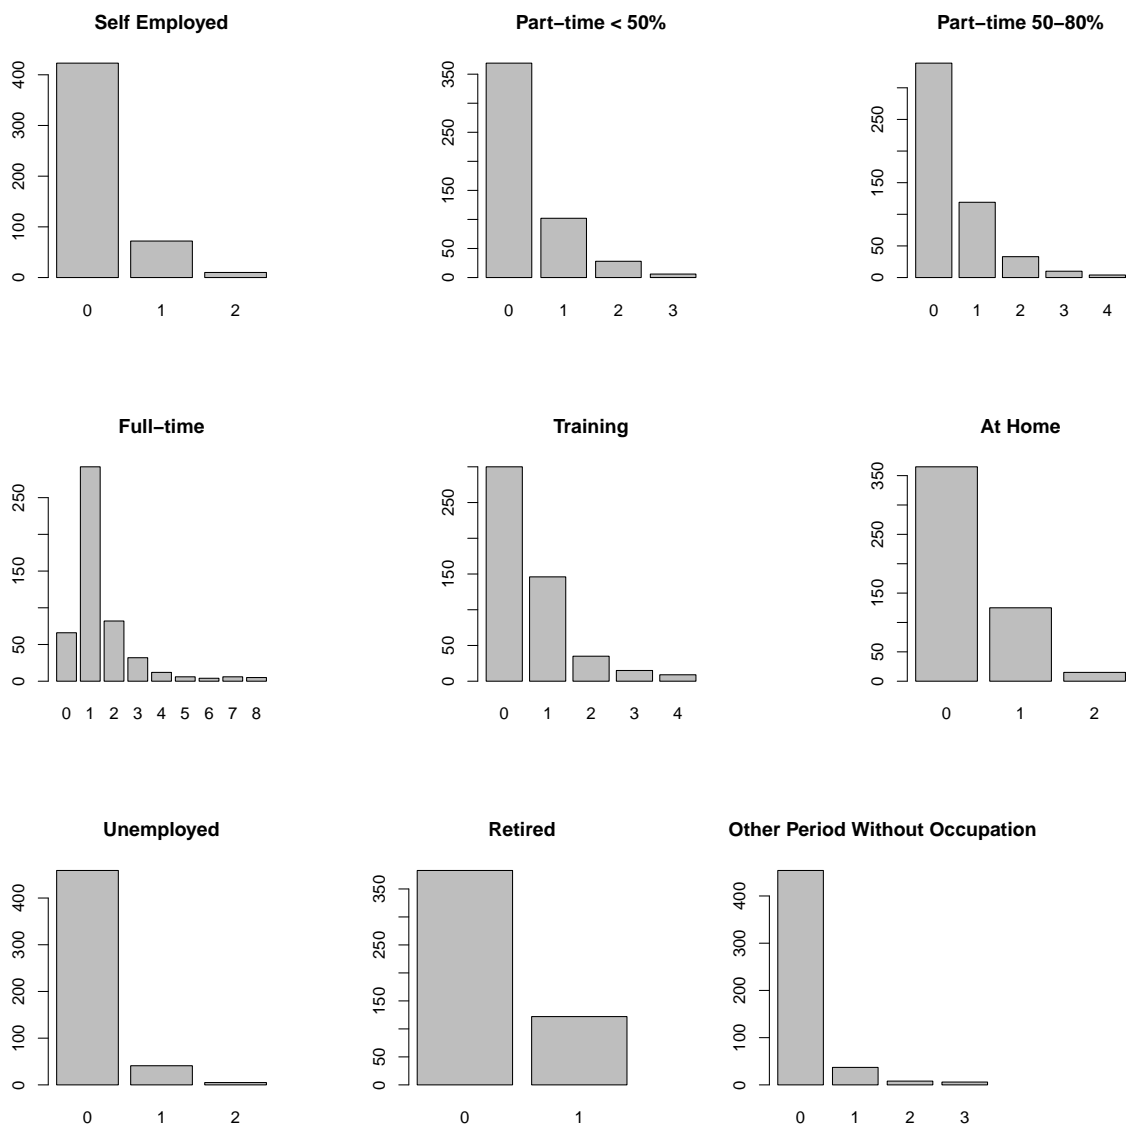 Self Employed
400
300
200
100
0
0 1 2
Part−time < 50%
350
250
150
50
0
0 1 2 3
Part−time 50−80%
250
150
50
0
0 1 2 3 4
Full−time
250
150
50
0
0 1 2 3 4 5 6 7 8
Training
250
150
50
0
0 1 2 3 4
At Home
350
250
150
50
0
0 1 2
Unemployed
400
300
200
100
0
0 1 2
Retired
350
250
150
50
0
0 1
Other Period Without Occupation
400
300
200
100
0
0 1 2 3